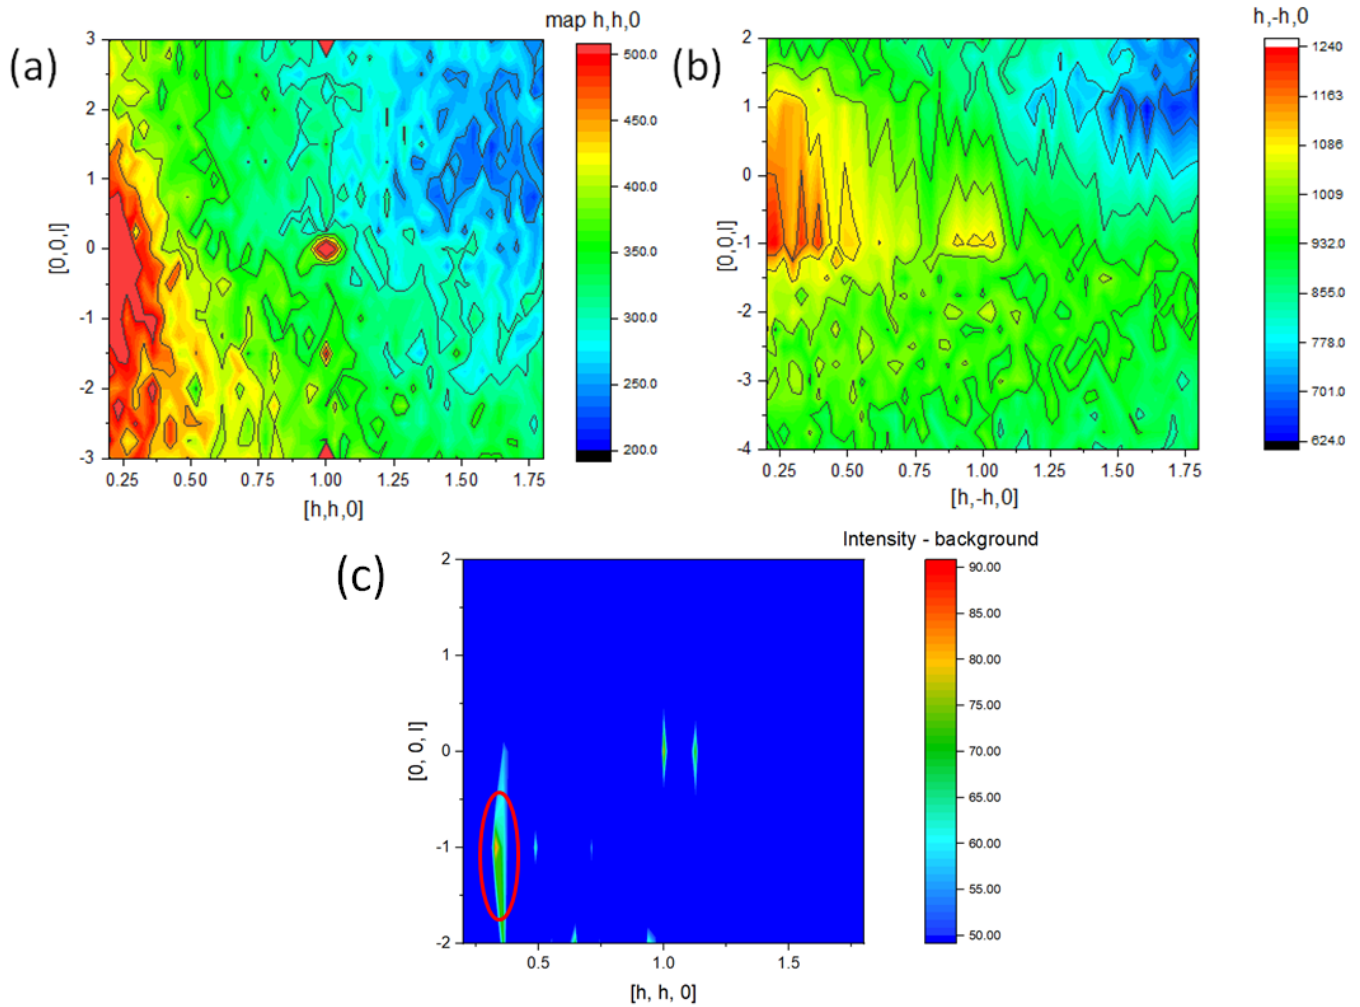 map h,h,0
(a)
3
2
1
0
-1
-2
-3
[0,0,l]
0.25 0.50 0.75 1.00 1.25 1.50 1.75
[h,h,0]
500.0
450.0
400.0
350.0
300.0
250.0
200.0
h,-h,0
(b)
2
1
0
-1
-2
-3
-4
[0,0,l]
0.25 0.50 0.75 1.00 1.25 1.50 1.75
[h,-h,0]
1240
1163
1086
1009
932.0
855.0
778.0
701.0
624.0
Intensity - background
(c)
2
1
0
-1
-2
[0, 0, l]
0.5 1.0 1.5
[h, h, 0]
90.00
85.00
80.00
75.00
70.00
65.00
60.00
55.00
50.00